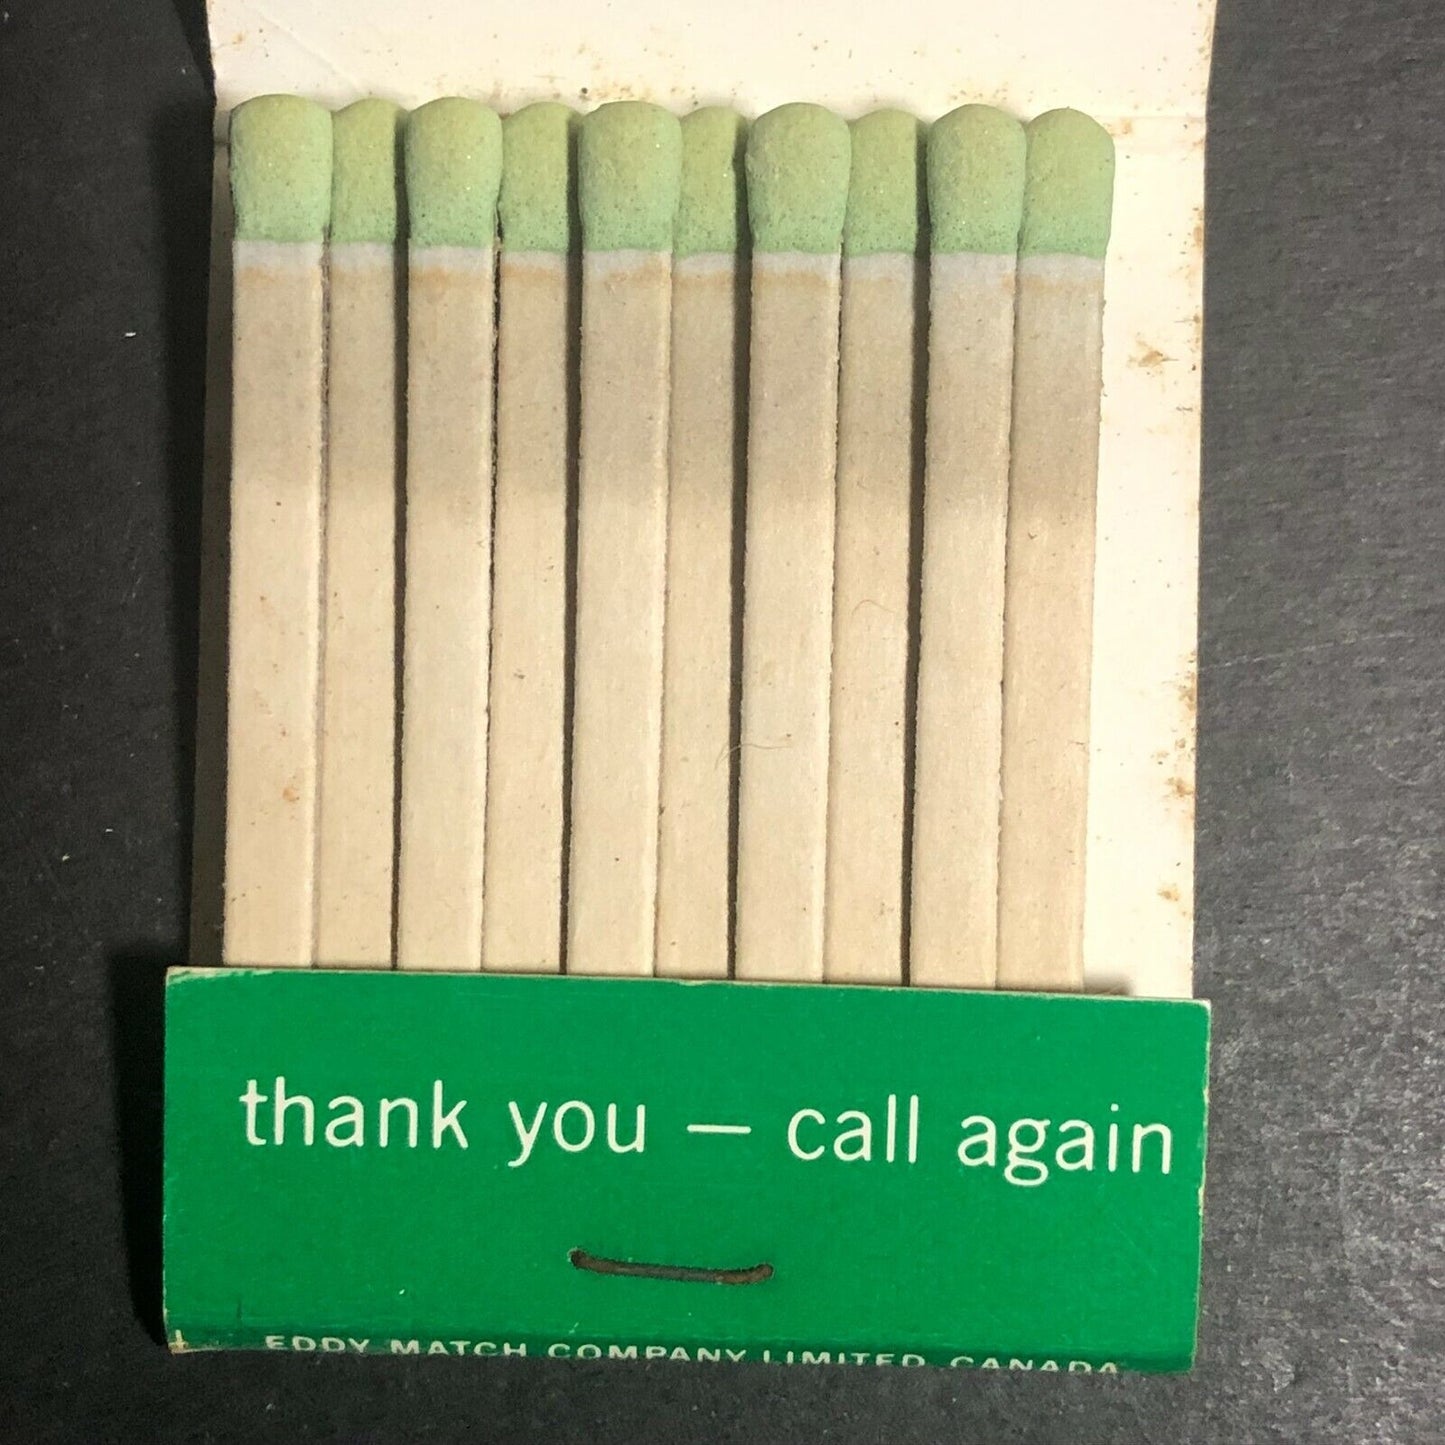 thank you — call again
EDDY MATCH COMPANY LIMITED CANADA